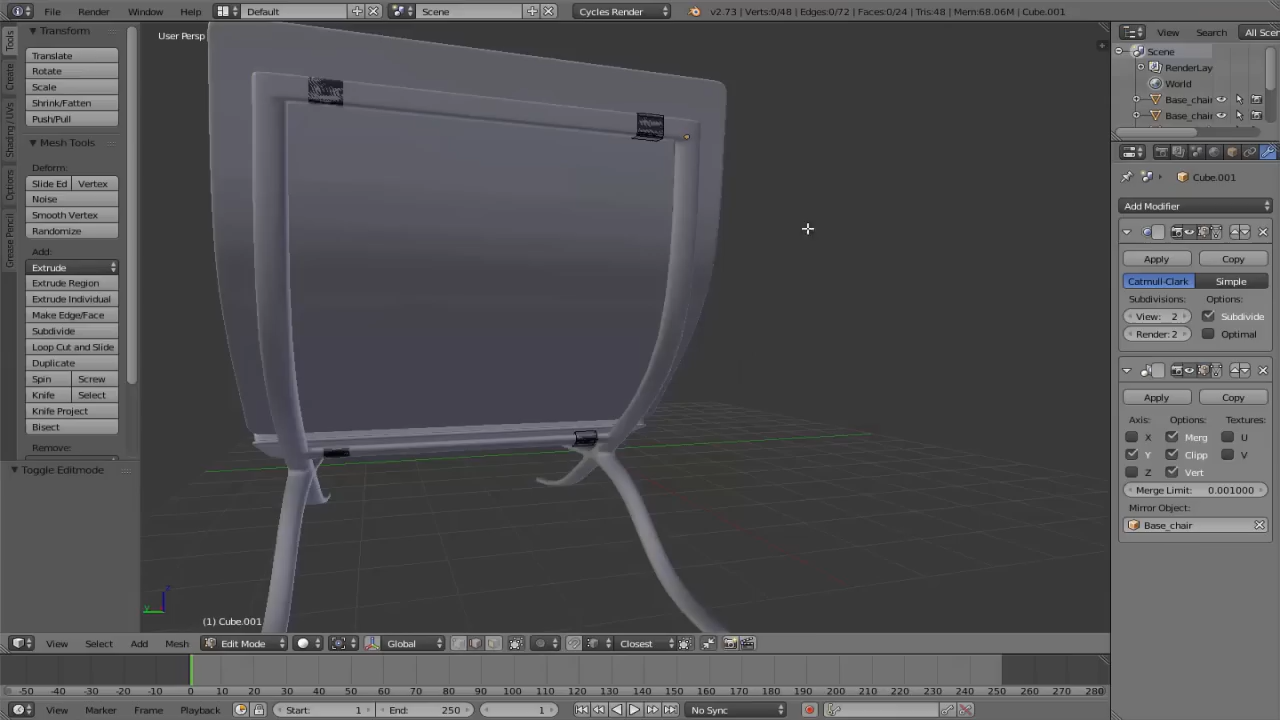 File Render Window Help Default Scene Cycles Render v2.73 | Verts:0/48 | Edges:0/72 | Faces:0/24 | Tris:48 | Mem:68.06M | Cube.001
Tools
Create
Shading / UVs
Options
Grease Pencil
Transform
Translate
Rotate
Scale
Shrink/Fatten
Push/Pull
Mesh Tools
Deform:
Slide Ed Vertex
Noise
Smooth Vertex
Randomize
Add:
Extrude
Extrude Region
Extrude Individual
Make Edge/Face
Subdivide
Loop Cut and Slide
Duplicate
Spin Screw
Knife Select
Knife Project
Bisect
Remove:
Toggle Editmode
User Persp
(1) Cube.001
View Search All Scen
Scene
RenderLay
World
Base_chair
Base_chair
Cube.001
Add Modifier
Apply Copy
Catmull-Clark Simple
Subdivisions: Options:
View: 2 Subdivide
Render: 2 Optimal
Apply Copy
Axis: Options: Textures:
X Merg U
Y Clipp V
Z Vert
Merge Limit: 0.001000
Mirror Object:
Base_chair
View Select Add Mesh Edit Mode Global Closest
-50 -40 -30 -20 -10 0 10 20 30 40 50 60 70 80 90 100 110 120 130 140 150 160 170 180 190 200 210 220 230 240 250 260 270 280
View Marker Frame Playback Start: 1 End: 250 1 No Sync